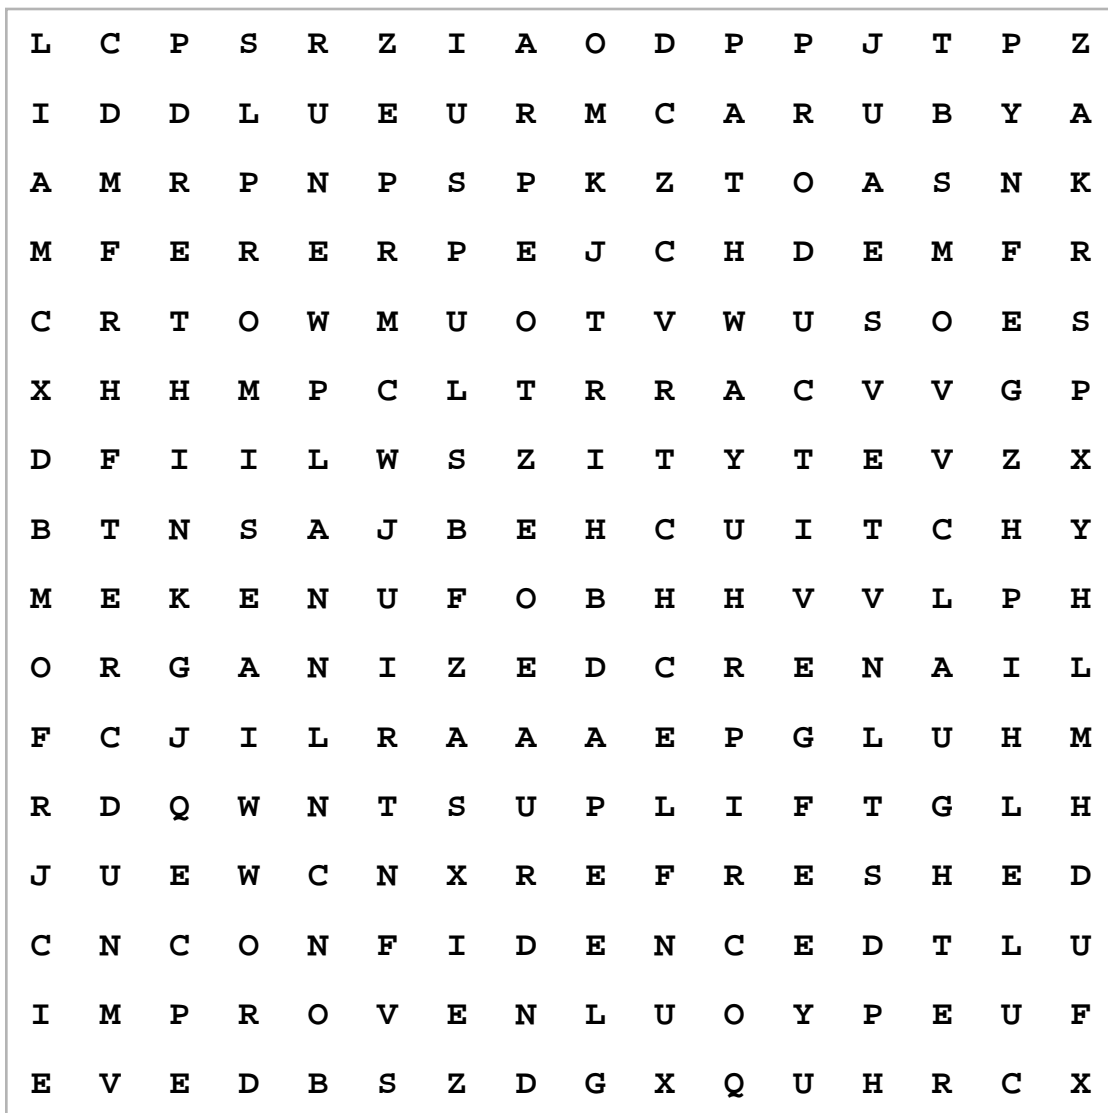 L C P S R Z I A O D P P J T P Z
I D D L U E U R M C A R U B Y A
A M R P N P S P K Z T O A S N K
M F E R E R P E J C H D E M F R
C R T O W M U O T V W U S O E S
X H H M P C L T R R A C V V G P
D F I I L W S Z I T Y T E V Z X
B T N S A J B E H C U I T C H Y
M E K E N U F O B H H V V L P H
O R G A N I Z E D C R E N A I L
F C J I L R A A A E P G L U H M
R D Q W N T S U P L I F T G L H
J U E W C N X R E F R E S H E D
C N C O N F I D E N C E D T L U
I M P R O V E N L U O Y P E U F
E V E D B S Z D G X Q U H R C X